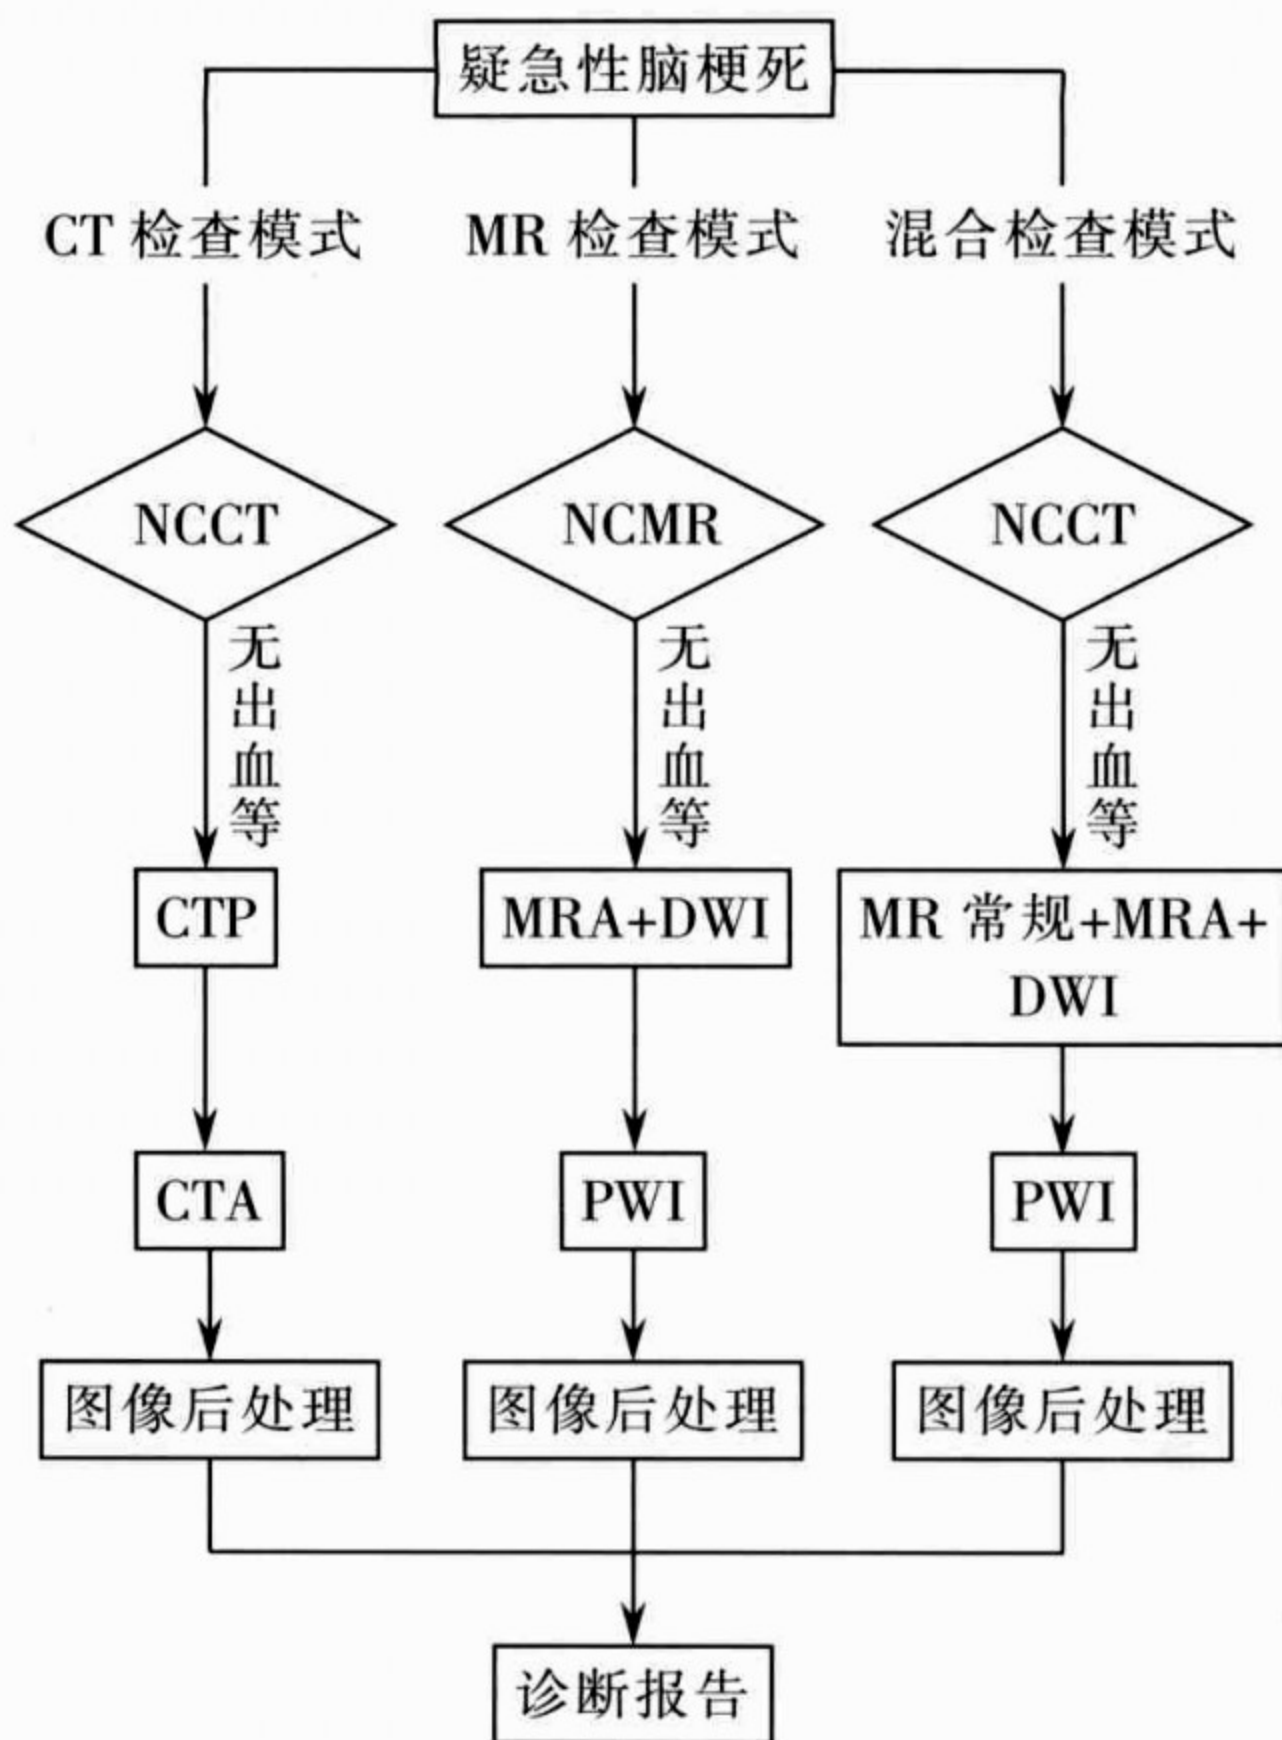 疑急性脑梗死
CT 检查模式
MR 检查模式
混合检查模式
NCCT
NCMR
NCCT
无出血等
无出血等
无出血等
CTP
MRA+DWI
MR 常规+MRA+
DWI
CTA
PWI
PWI
图像后处理
图像后处理
图像后处理
诊断报告